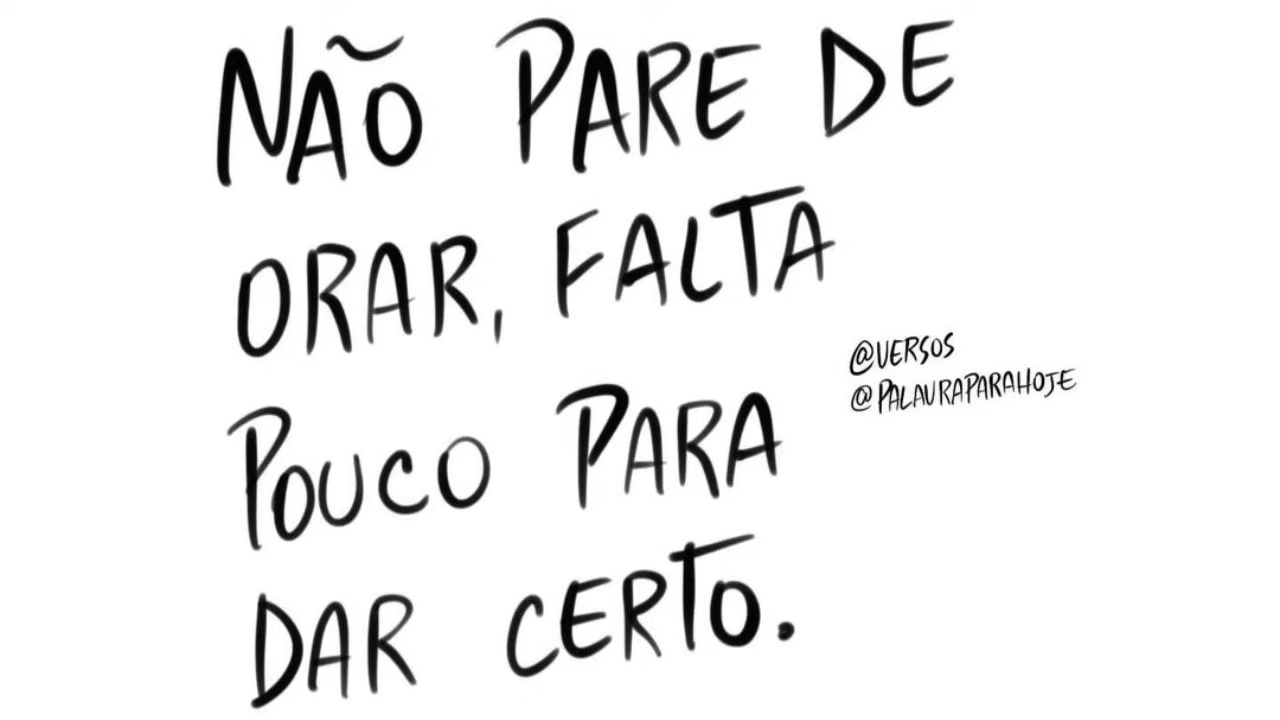 NÃO PARE DE
ORAR, FALTA
POUCO PARA
DAR CERTO.
@VERSOS
@PALAVRAPARAHOJE